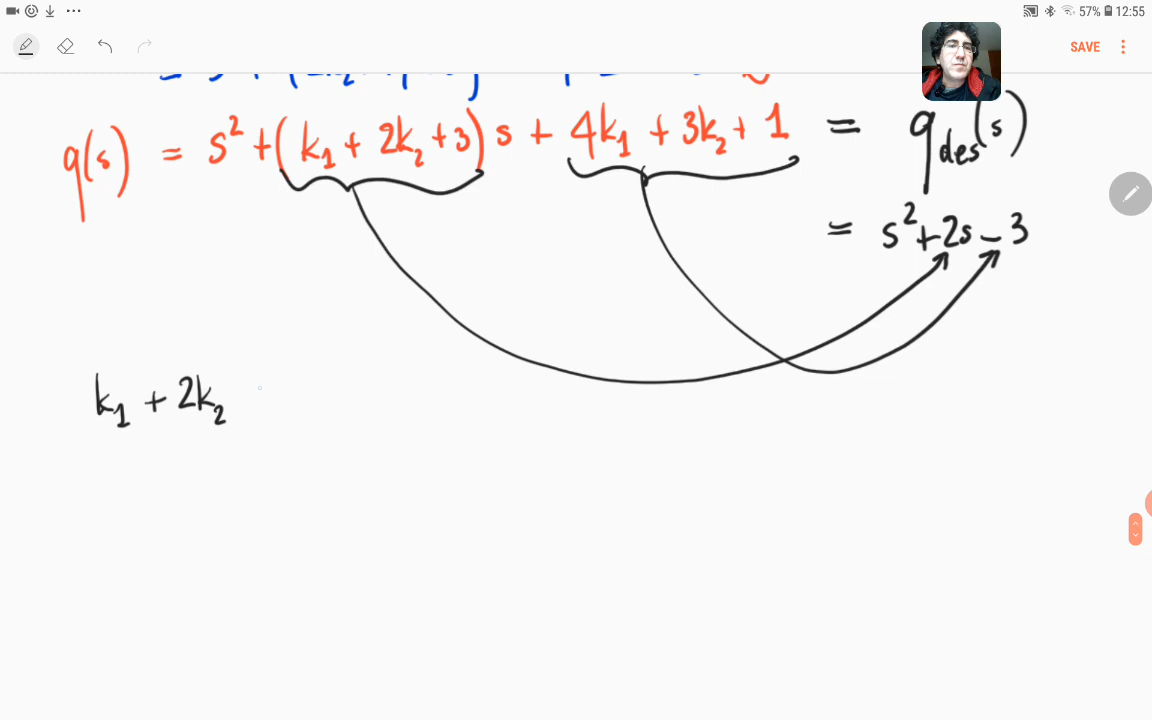 57% 12:55
SAVE
q(s) = s² + (k₁ + 2k₂ + 3) s + 4k₁ + 3k₂ + 1 = q_des(s)
= s² + 2s - 3
k₁ + 2k₂